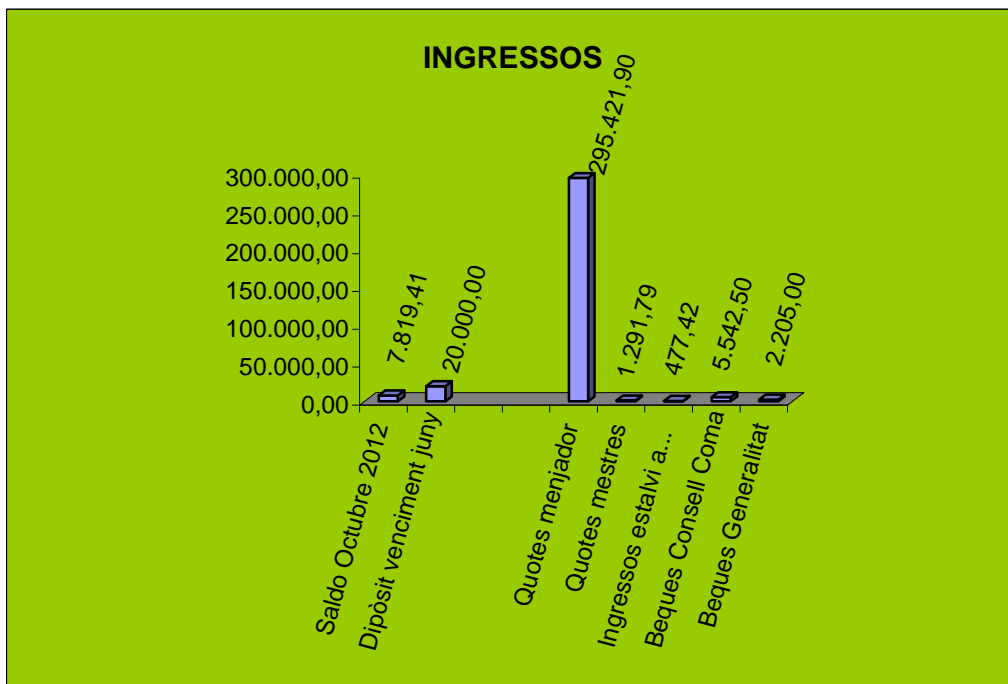 INGRESSOS
300.000,00
250.000,00
200.000,00
150.000,00
100.000,00
50.000,00
0,00
7.819,41
20.000,00
295.421,90
1.291,79
477,42
5.542,50
2.205,00
Saldo Octubre 2012
Dipòsit venciment juny
Quotes menjador
Quotes mestres
Ingressos estalvi a...
Beques Consell Coma
Beques Generalitat